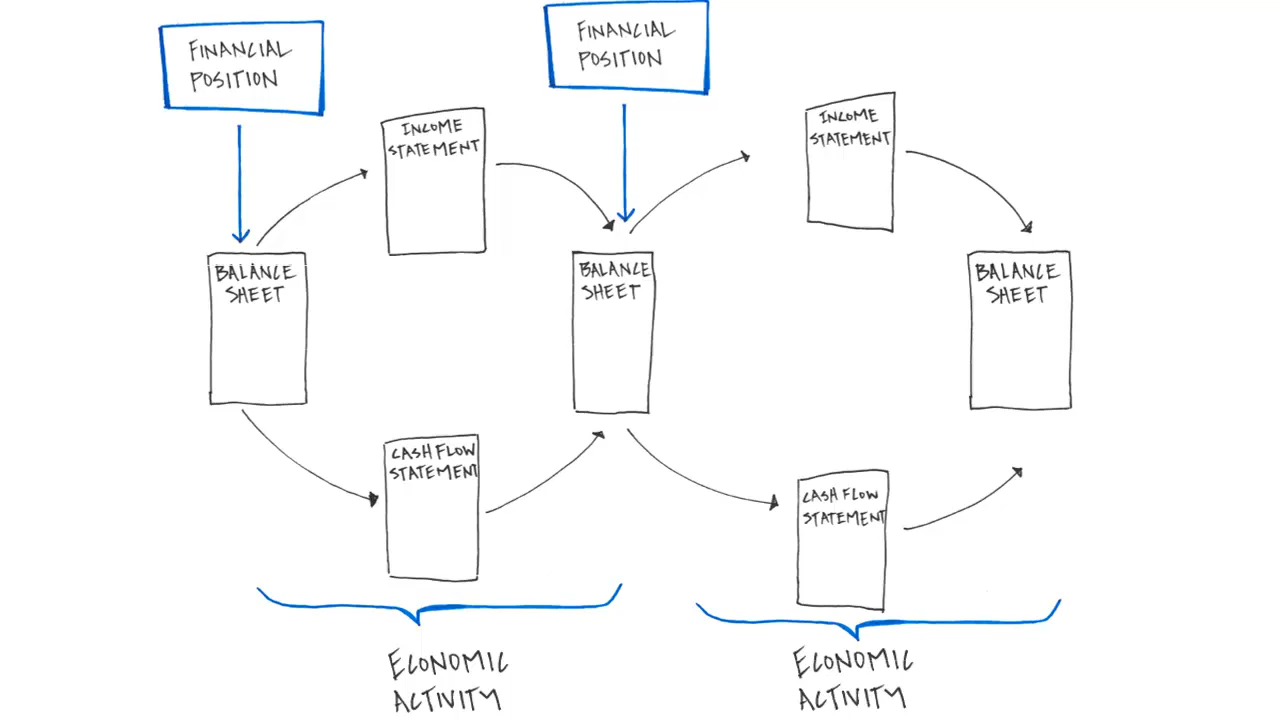 FINANCIAL
POSITION
FINANCIAL
POSITION
INCOME
STATEMENT
INCOME
STATEMENT
BALANCE
SHEET
BALANCE
SHEET
BALANCE
SHEET
CASH FLOW
STATEMENT
CASH FLOW
STATEMENT
ECONOMIC
ACTIVITY
ECONOMIC
ACTIVITY